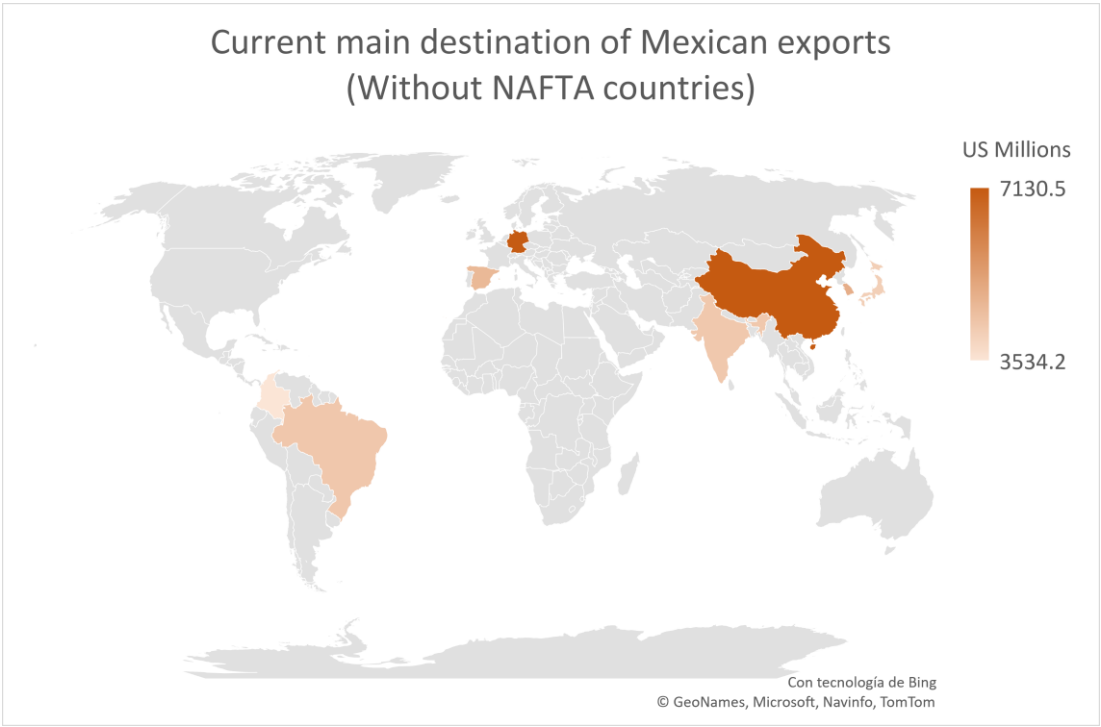 Current main destination of Mexican exports
(Without NAFTA countries)
US Millions
7130.5
3534.2
Con tecnología de Bing
© GeoNames, Microsoft, Navinfo, TomTom